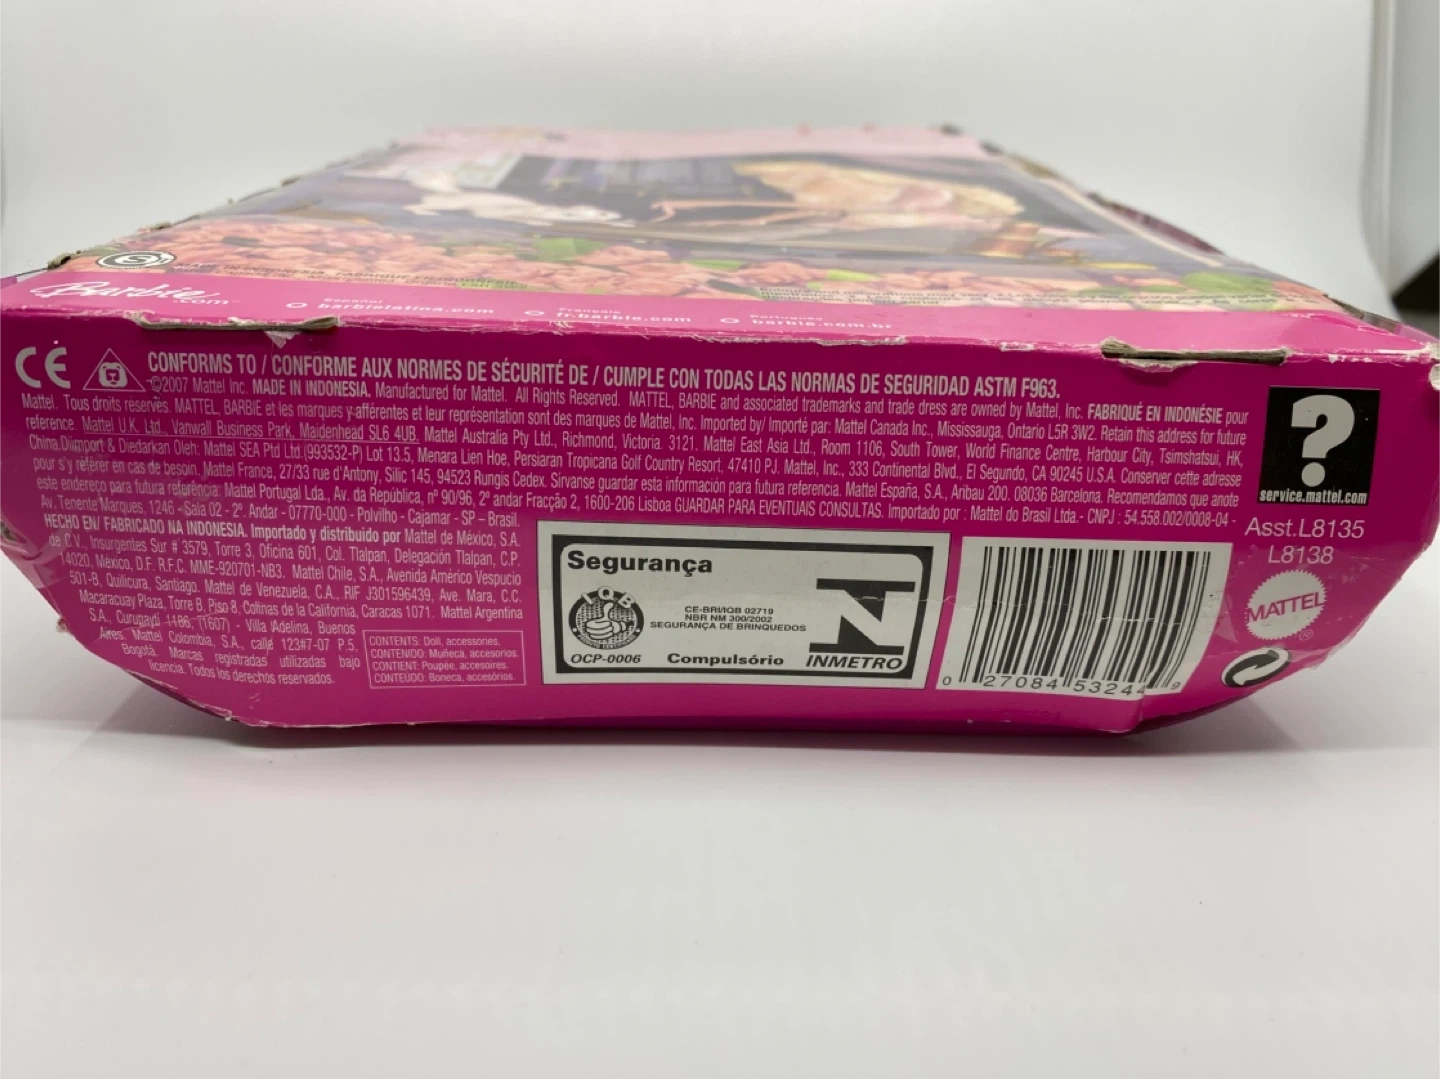 Barbie.com
Español
barbielatina.com
Français
fr.barbie.com
Português
barbie.com.br
CE
CONFORMS TO / CONFORME AUX NORMES DE SÉCURITÉ DE / CUMPLE CON TODAS LAS NORMAS DE SEGURIDAD ASTM F963.
©2007 Mattel Inc. MADE IN INDONESIA. Manufactured for Mattel. All Rights Reserved. MATTEL, BARBIE and associated trademarks and trade dress are owned by Mattel, Inc. FABRIQUÉ EN INDONÉSIE pour
Mattel. Tous droits réservés. MATTEL, BARBIE et les marques y afférentes et leur représentation sont des marques de Mattel, Inc. Imported by/ Importé par: Mattel Canada Inc., Mississauga, Ontario L5R 3W2. Retain this address for future
reference. Mattel U.K. Ltd., Vanwall Business Park, Maidenhead SL6 4UB. Mattel Australia Pty Ltd., Richmond, Victoria. 3121. Mattel East Asia Ltd., Room 1106, South Tower, World Finance Centre, Harbour City, Tsimshatsui, HK,
China. Diimport & Diedarkan Oleh: Mattel SEA Ptd Ltd.(993532-P) Lot 13.5, Menara Lien Hoe, Persiaran Tropicana Golf Country Resort, 47410 PJ. Mattel, Inc., 333 Continental Blvd., El Segundo, CA 90245 U.S.A. Conserver cette adresse
pour s'y référer en cas de besoin. Mattel France, 27/33 rue d'Antony, Silic 145, 94523 Rungis Cedex. Sirvanse guardar esta información para futura referencia. Mattel España, S.A., Aribau 200. 08036 Barcelona. Recomendamos que anote
este endereço para futura referência: Mattel Portugal Lda., Av. da República, nº 90/96, 2º andar Fracção 2, 1600-206 Lisboa GUARDAR PARA EVENTUAIS CONSULTAS. Importado por : Mattel do Brasil Ltda.- CNPJ : 54.558.002/0008-04 -
Av. Tenente Marques, 1246 - Sala 02 - 2º. Andar - 07770-000 - Polvilho - Cajamar - SP – Brasil.
HECHO EN/ FABRICADO NA INDONESIA. Importado y distribuido por Mattel de México, S.A.
de C.V., Insurgentes Sur # 3579, Torre 3, Oficina 601, Col. Tlalpan, Delegación Tlalpan, C.P.
14020, México, D.F. R.F.C. MME-920701-NB3. Mattel Chile, S.A., Avenida Américo Vespucio
501-B, Quilicura, Santiago. Mattel de Venezuela, C.A., RIF J301596439, Ave. Mara, C.C.
Macaracuay Plaza, Torre B, Piso 8, Colinas de la California, Caracas 1071. Mattel Argentina
S.A., Curupaytí 1186, (1607) - Villa Adelina, Buenos
Aires. Mattel Colombia, S.A., calle 123#7-07 P.5,
Bogotá. Marcas registradas utilizadas bajo
licencia. Todos los derechos reservados.
CONTENTS: Doll, accessories.
CONTENIDO: Muñeca, accesorios.
CONTIENT: Poupée, accesoires.
CONTEÚDO: Boneca, acessórios.
Segurança
IQB
OCP-0006
CE-BRI/IQB 02719
NBR NM 300/2002
SEGURANÇA DE BRINQUEDOS
Compulsório
INMETRO
0 27084 53244 9
?
service.mattel.com
Asst.L8135
L8138
MATTEL
®